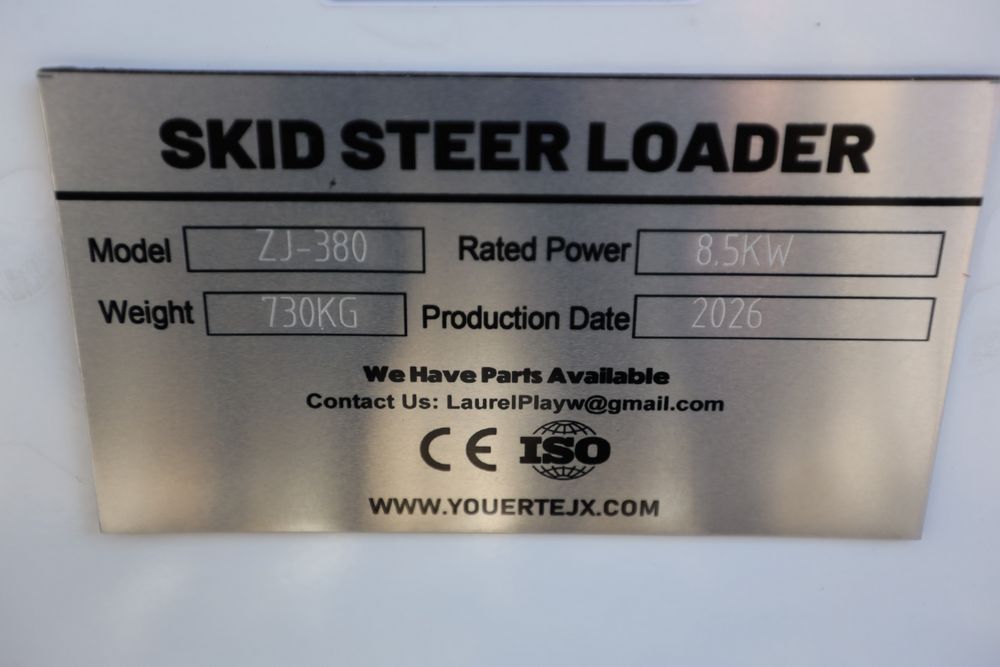 SKID STEER LOADER
Model ZJ-380 Rated Power 8.5KW
Weight 730KG Production Date 2026
We Have Parts Available
Contact Us: LaurelPlayw@gmail.com
CE ISO
WWW.YOUERTEJX.COM